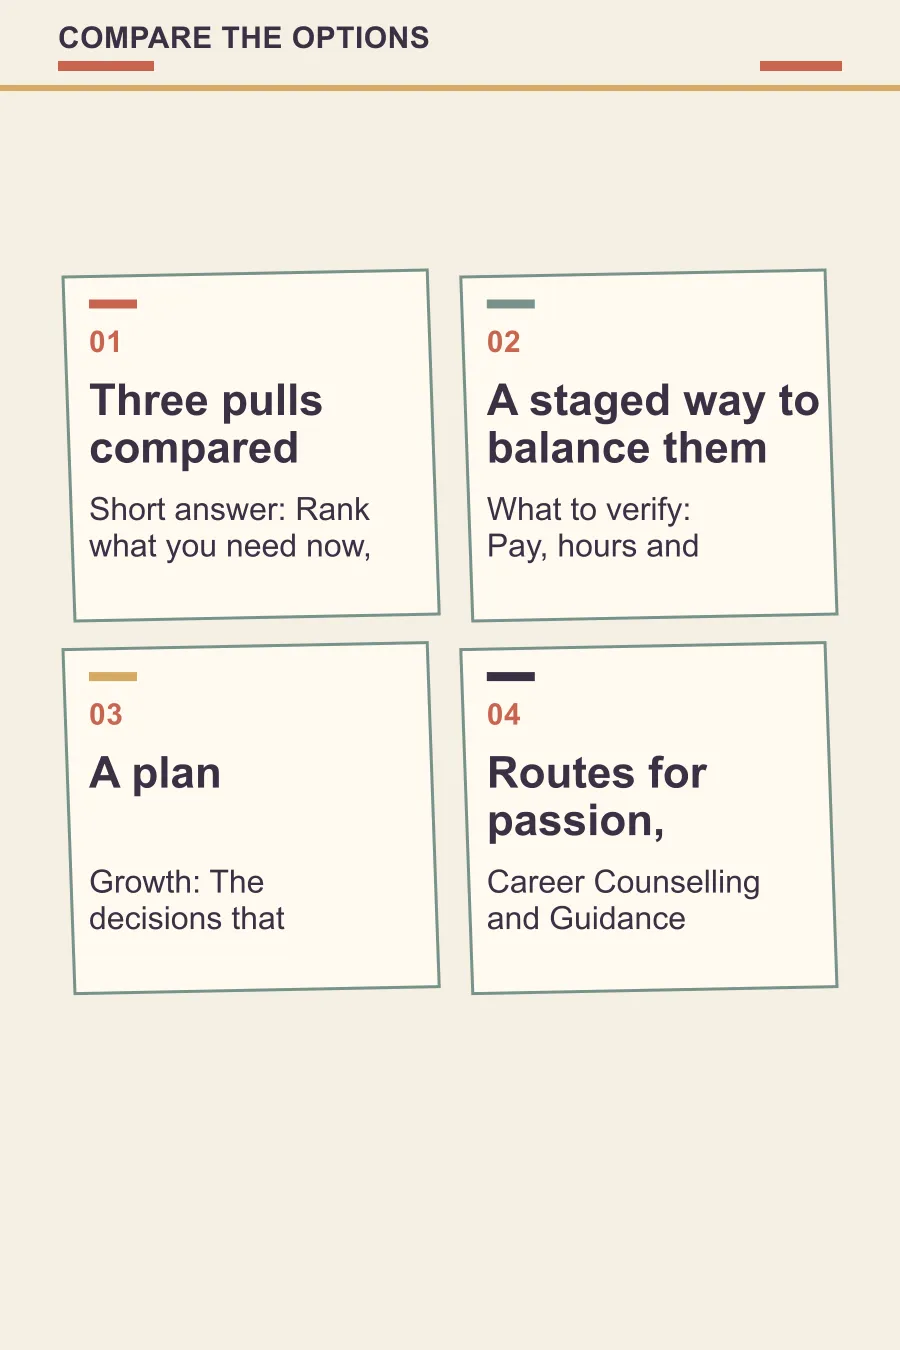 COMPARE THE OPTIONS
01
Three pulls
compared
Short answer: Rank
what you need now,
02
A staged way to
balance them
What to verify:
Pay, hours and
03
A plan
Growth: The
decisions that
04
Routes for
passion,
Career Counselling
and Guidance